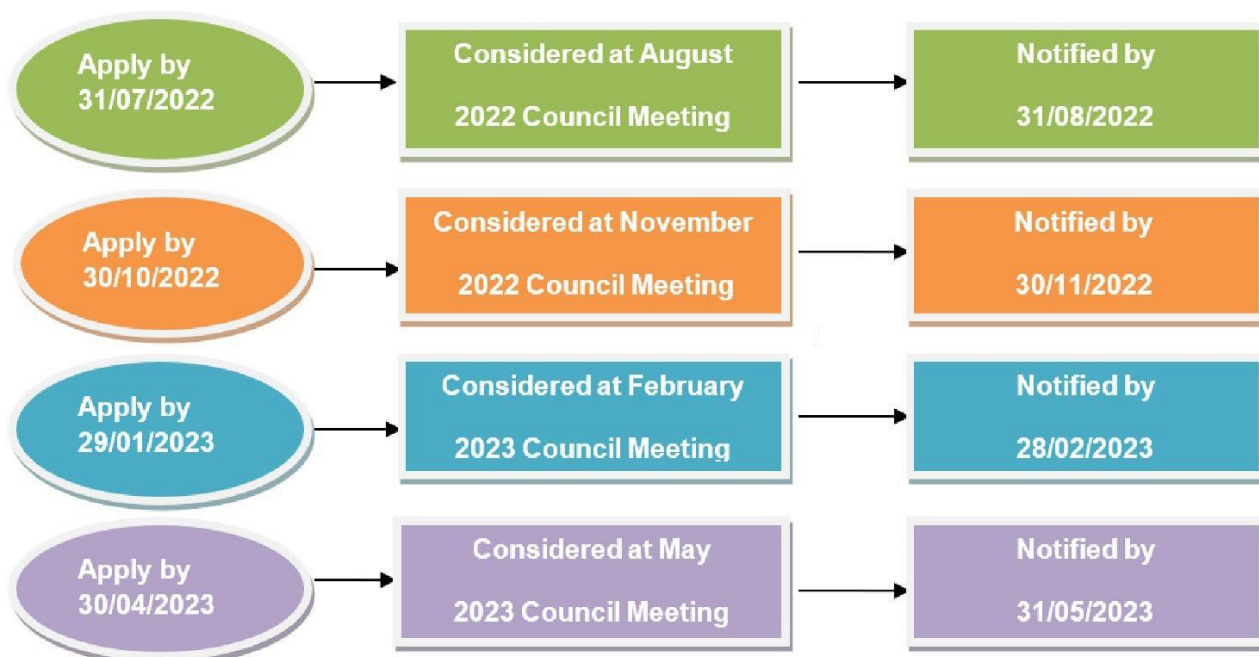 Apply by
31/07/2022
Considered at August
2022 Council Meeting
Notified by
31/08/2022
Apply by
30/10/2022
Considered at November
2022 Council Meeting
Notified by
30/11/2022
Apply by
29/01/2023
Considered at February
2023 Council Meeting
Notified by
28/02/2023
Apply by
30/04/2023
Considered at May
2023 Council Meeting
Notified by
31/05/2023